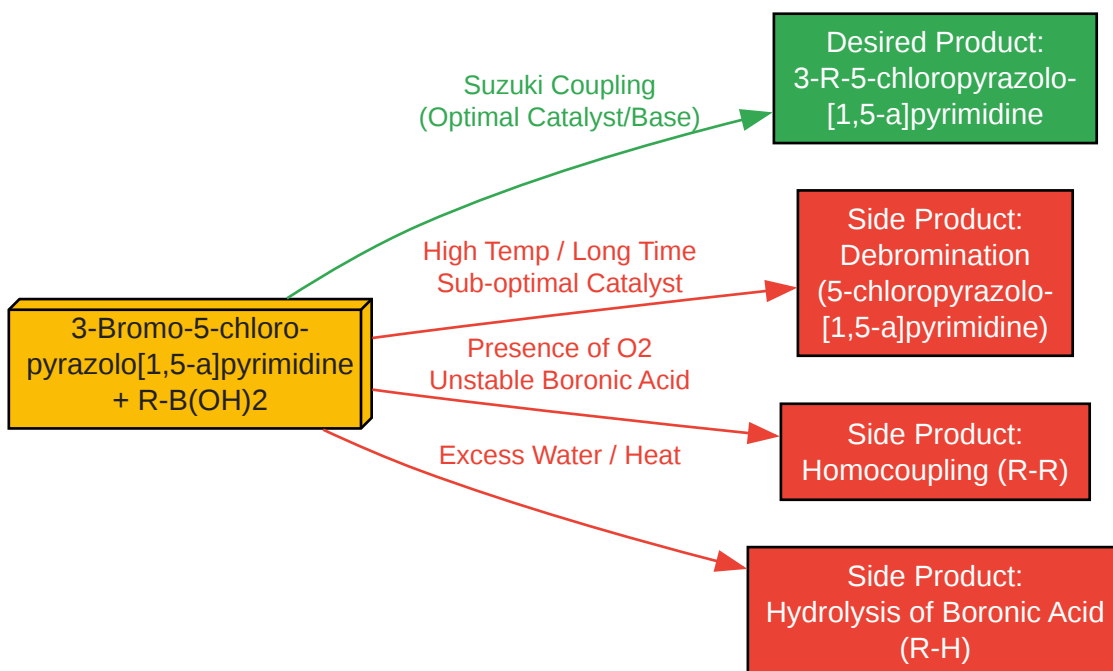 3-Bromo-5-chloro-
pyrazolo[1,5-a]pyrimidine
+ R-B(OH)2
Suzuki Coupling
(Optimal Catalyst/Base)
Desired Product:
3-R-5-chloropyrazolo-
[1,5-a]pyrimidine
High Temp / Long Time
Sub-optimal Catalyst
Side Product:
Debromination
(5-chloropyrazolo-
[1,5-a]pyrimidine)
Presence of O2
Unstable Boronic Acid
Side Product:
Homocoupling (R-R)
Excess Water / Heat
Side Product:
Hydrolysis of Boronic Acid
(R-H)